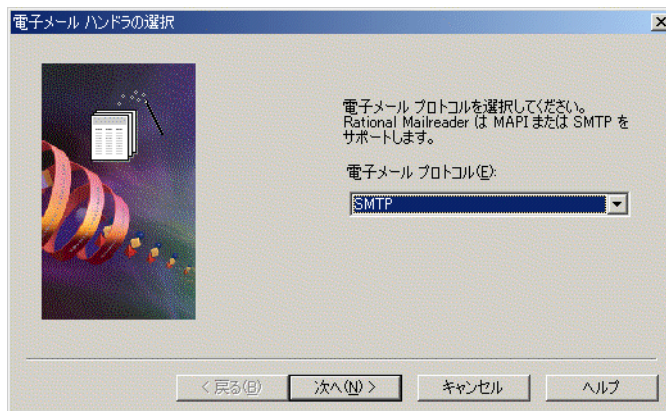 電子メール ハンドラの選択
電子メール プロトコルを選択してください。
Rational Mailreader は MAPI または SMTP を
サポートします。
電子メール プロトコル(E):
SMTP
< 戻る(B)
次へ(N) >
キャンセル
ヘルプ